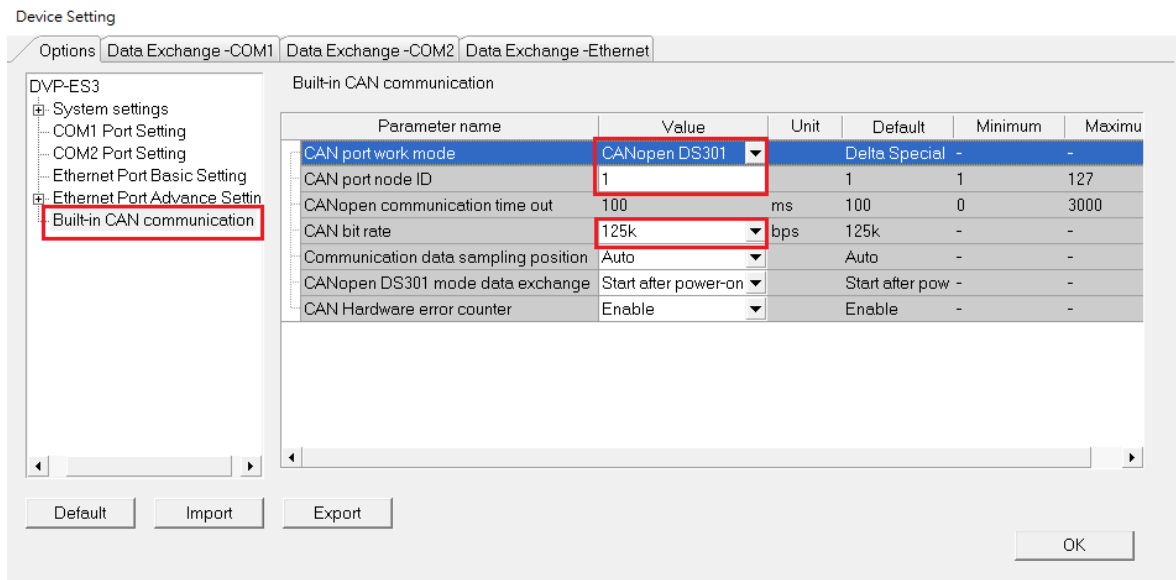 Device Setting
Options Data Exchange -COM1 Data Exchange -COM2 Data Exchange -Ethernet
DVP-ES3
System settings
COM1 Port Setting
COM2 Port Setting
Ethernet Port Basic Setting
Ethernet Port Advance Settin
Built-in CAN communication
Built-in CAN communication
Parameter name Value Unit Default Minimum Maximu
CAN port work mode CANopen DS301 Delta Special - -
CAN port node ID 1 1 1 127
CANopen communication time out 100 ms 100 0 3000
CAN bit rate 125k bps 125k - -
Communication data sampling position Auto Auto - -
CANopen DS301 mode data exchange Start after power-on Start after pow - -
CAN Hardware error counter Enable Enable - -
Default Import Export
OK